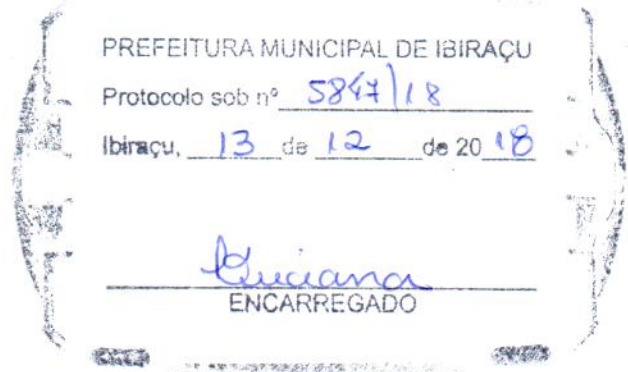 PREFEITURA MUNICIPAL DE IBIRAÇU
Protocolo sob nº 5847/18
Ibiraçu, 13 de 12 de 2018
Luciana
ENCARREGADO